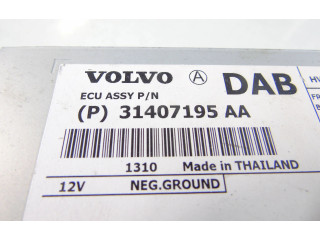 VOLVO Ⓐ DAB
ECU ASSY P/N
(P) 31407195 AA
1310 Made in THAILAND
12V NEG.GROUND